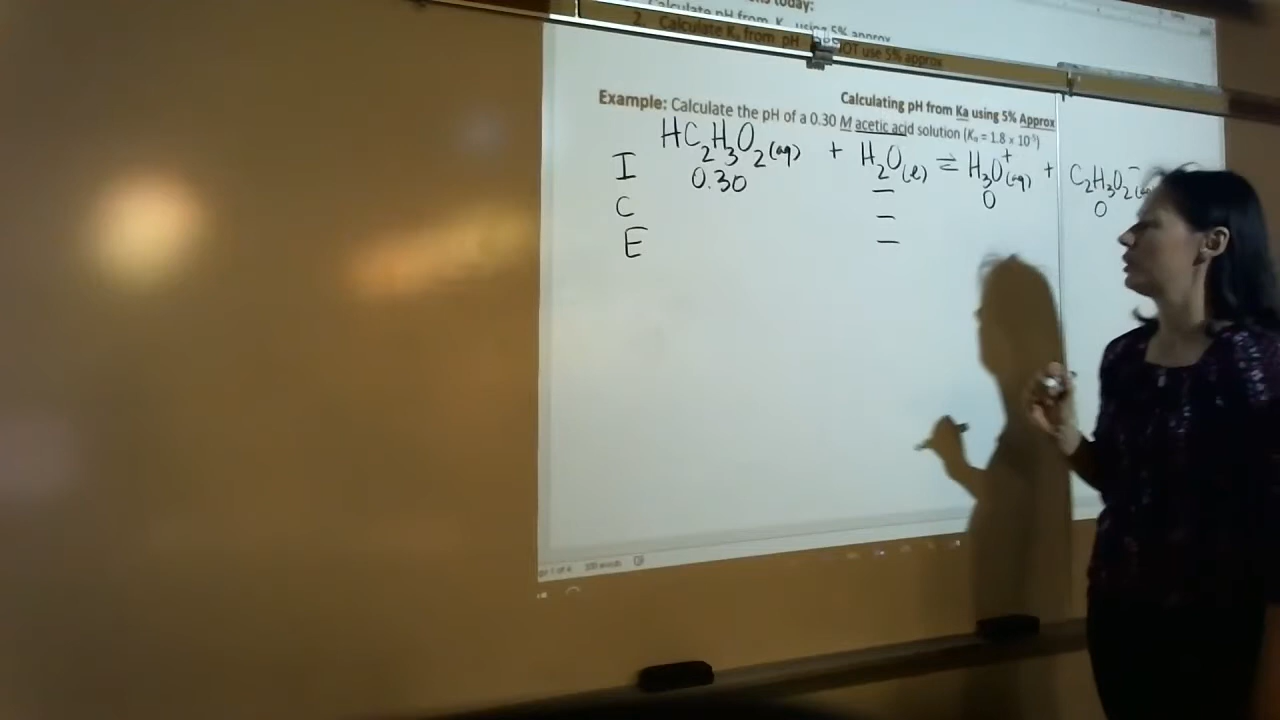 today:
Calculate pH from K using 5% approx
2. Calculate Ka from pH NOT use 5% approx
Calculating pH from Ka using 5% Approx
Example: Calculate the pH of a 0.30 M acetic acid solution (Ka = 1.8 x 10⁻⁵)
HC₂H₃O₂(aq) + H₂O(l) ⇌ H₃O⁺(aq) + C₂H₃O₂⁻
I 0.30 — 0 0
C —
E —